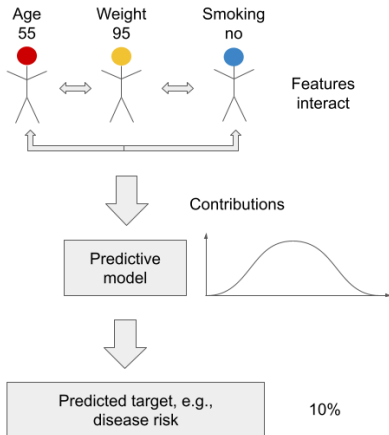 Age Weight Smoking
55 95 no
Features
interact
Contributions
Predictive
model
Predicted target, e.g.,
disease risk
10%